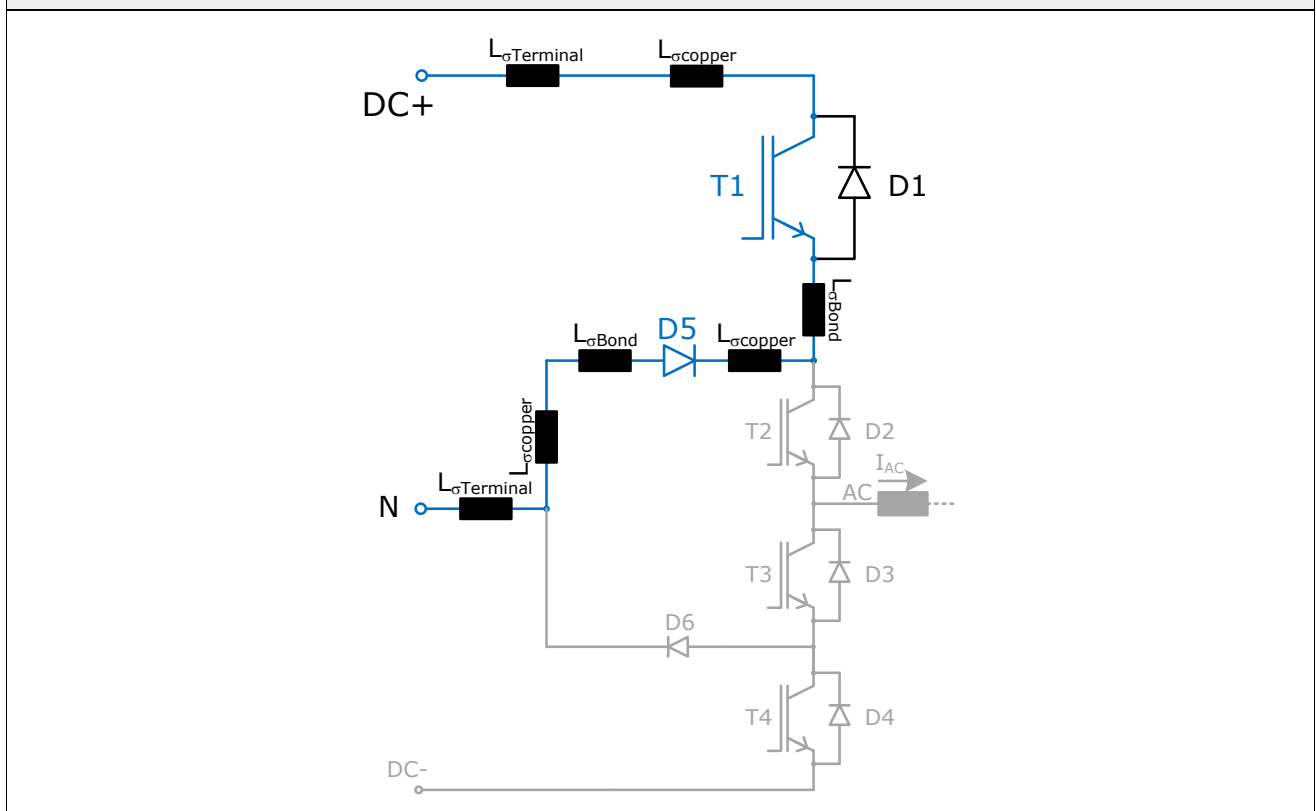 LσTerminal
Lσcopper
DC+
T1
D1
LσBond
LσBond
D5
Lσcopper
Lσcopper
T2
D2
IAC
LσTerminal
AC
N
T3
D3
D6
T4
D4
DC-